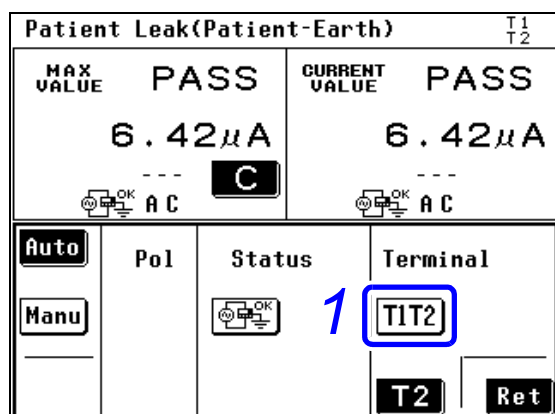 Patient Leak(Patient-Earth) T1 T2
MAX VALUE PASS CURRENT VALUE PASS
6.42μA 6.42μA
--- C ---
OK AC OK AC
Auto Pol Status Terminal
Manu OK 1 T1T2
T2 Ret